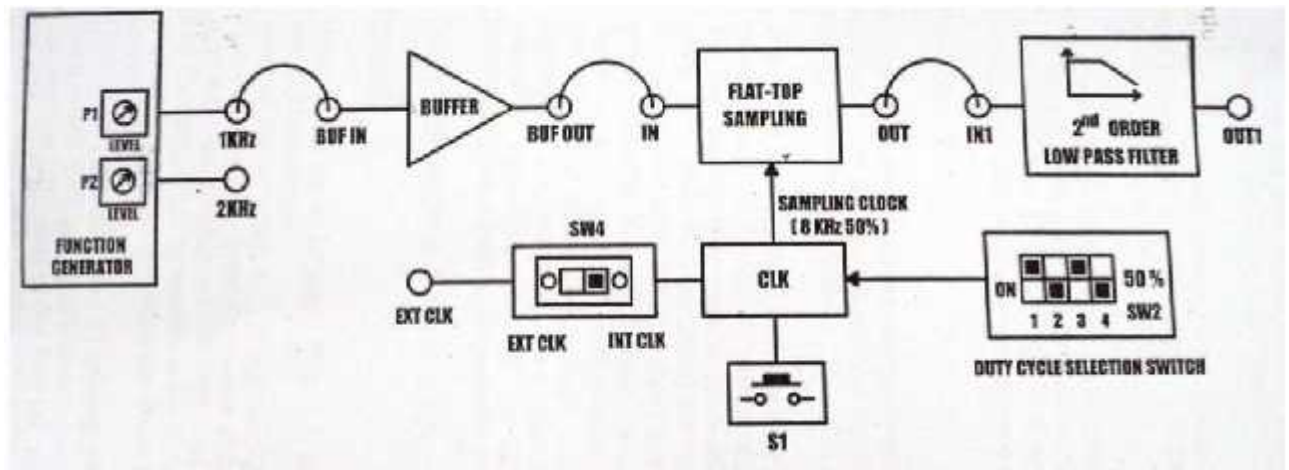 P1
LEVEL
P2
LEVEL
FUNCTION
GENERATOR
1KHz
2KHz
BUF IN
BUFFER
BUF OUT
IN
FLAT-TOP
SAMPLING
OUT
IN1
2nd ORDER
LOW PASS FILTER
OUT1
SAMPLING CLOCK
( 8 KHz 50% )
SW4
EXT CLK
EXT CLK
INT CLK
CLK
S1
ON
50 %
SW2
1 2 3 4
DUTY CYCLE SELECTION SWITCH